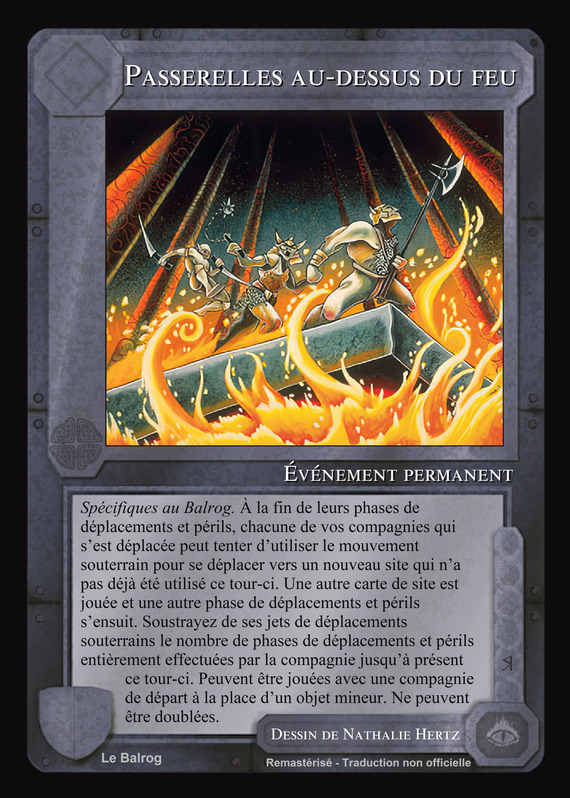 Passerelles au-dessus du feu
Événement permanent
Spécifiques au Balrog. À la fin de leurs phases de
déplacements et périls, chacune de vos compagnies qui
s'est déplacée peut tenter d'utiliser le mouvement
souterrain pour se déplacer vers un nouveau site qui n'a
pas déjà été utilisé ce tour-ci. Une autre carte de site est
jouée et une autre phase de déplacements et périls
s'ensuit. Soustrayez de ses jets de déplacements
souterrains le nombre de phases de déplacements et périls
entièrement effectuées par la compagnie jusqu'à présent
ce tour-ci. Peuvent être jouées avec une compagnie
de départ à la place d'un objet mineur. Ne peuvent
être doublées.
Dessin de Nathalie Hertz
Le Balrog
Remastérisé - Traduction non officielle